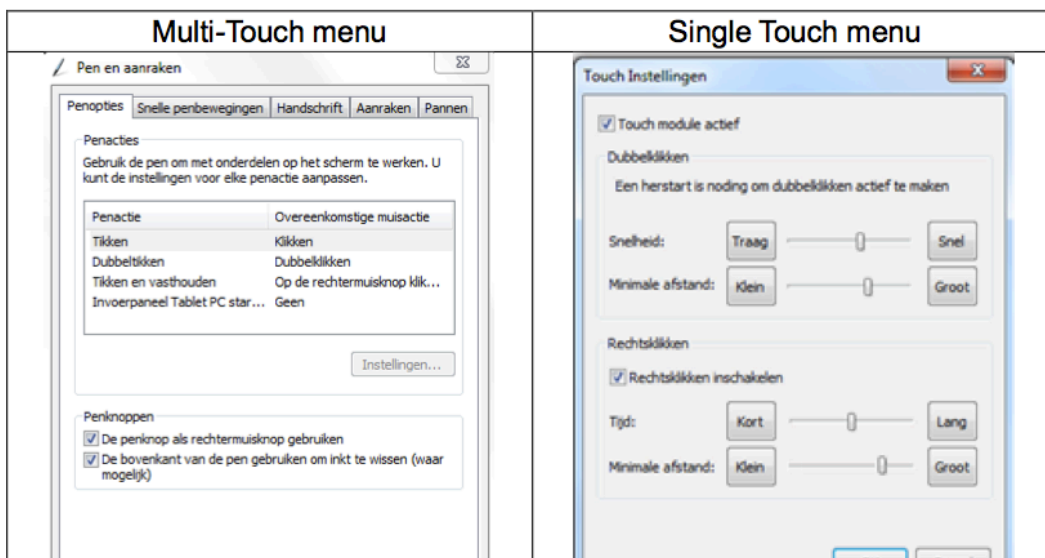 Multi-Touch menu
Pen en aanraken
Penopties Snelle penbewegingen Handschrift Aanraken Pannen
Penacties
Gebruik de pen om met onderdelen op het scherm te werken. U
kunt de instellingen voor elke penactie aanpassen.
Penactie Overeenkomstige muisactie
Tikken Klikken
Dubbeltikken Dubbelklikken
Tikken en vasthouden Op de rechtermuisknop klik...
Invoerpaneel Tablet PC star... Geen
Instellingen...
Penknoppen
De penknop als rechtermuisknop gebruiken
De bovenkant van de pen gebruiken om inkt te wissen (waar
mogelijk)
Single Touch menu
Touch Instellingen
Touch module actief
Dubbelklikken
Een herstart is noding om dubbelklikken actief te maken
Snelheid: Traag Snel
Minimale afstand: Klein Groot
Rechtsklikken
Rechtsklikken inschakelen
Tijd: Kort Lang
Minimale afstand: Klein Groot